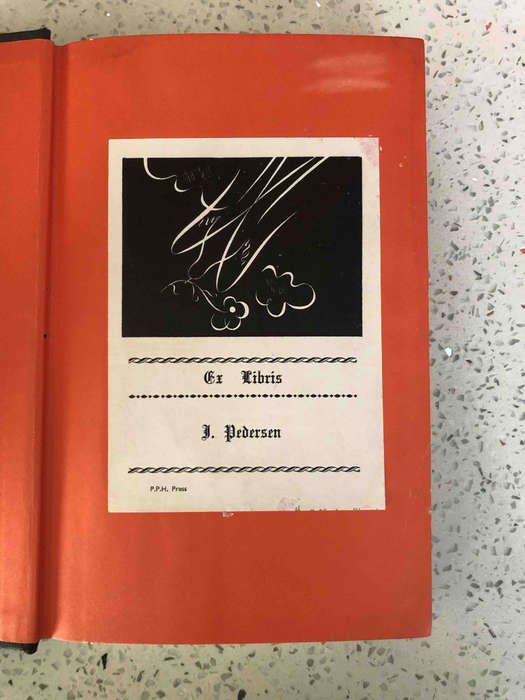 Ex Libris
J. Pedersen
P.P.H. Press